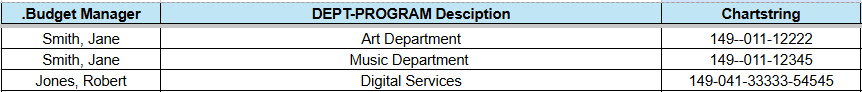 .Budget Manager DEPT-PROGRAM Desciption Chartstring
Smith, Jane Art Department 149--011-12222
Smith, Jane Music Department 149--011-12345
Jones, Robert Digital Services 149-041-33333-54545